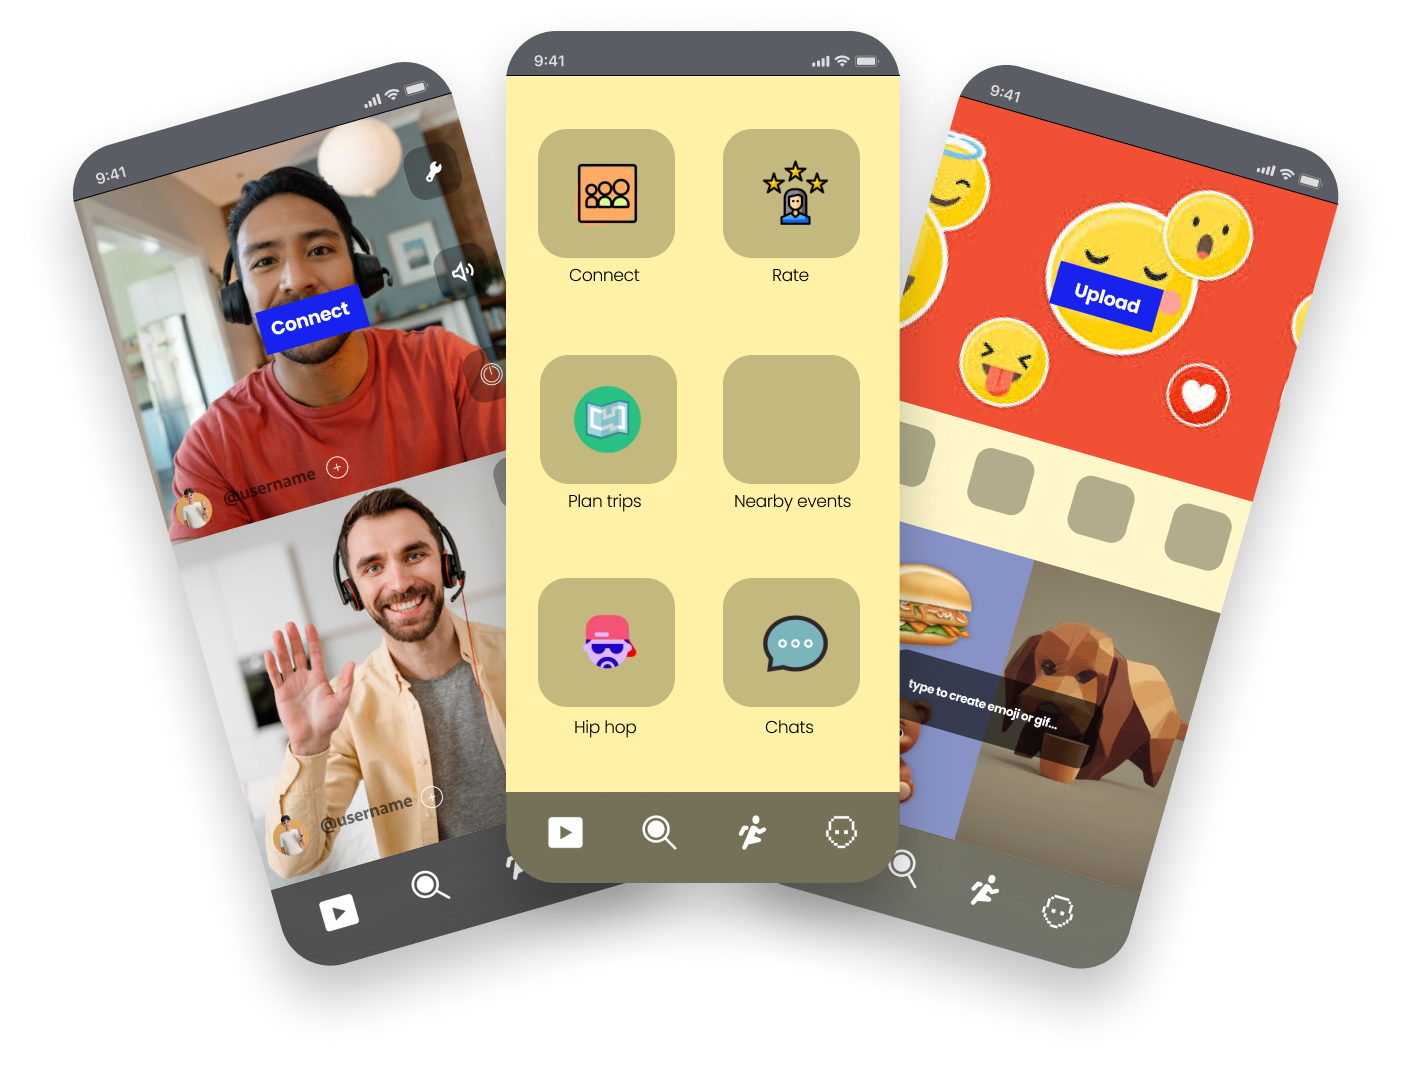 9:41
Connect
@username
@username
9:41
Connect
Rate
Plan trips
Nearby events
Hip hop
Chats
9:41
Upload
type to create emoji or gif...